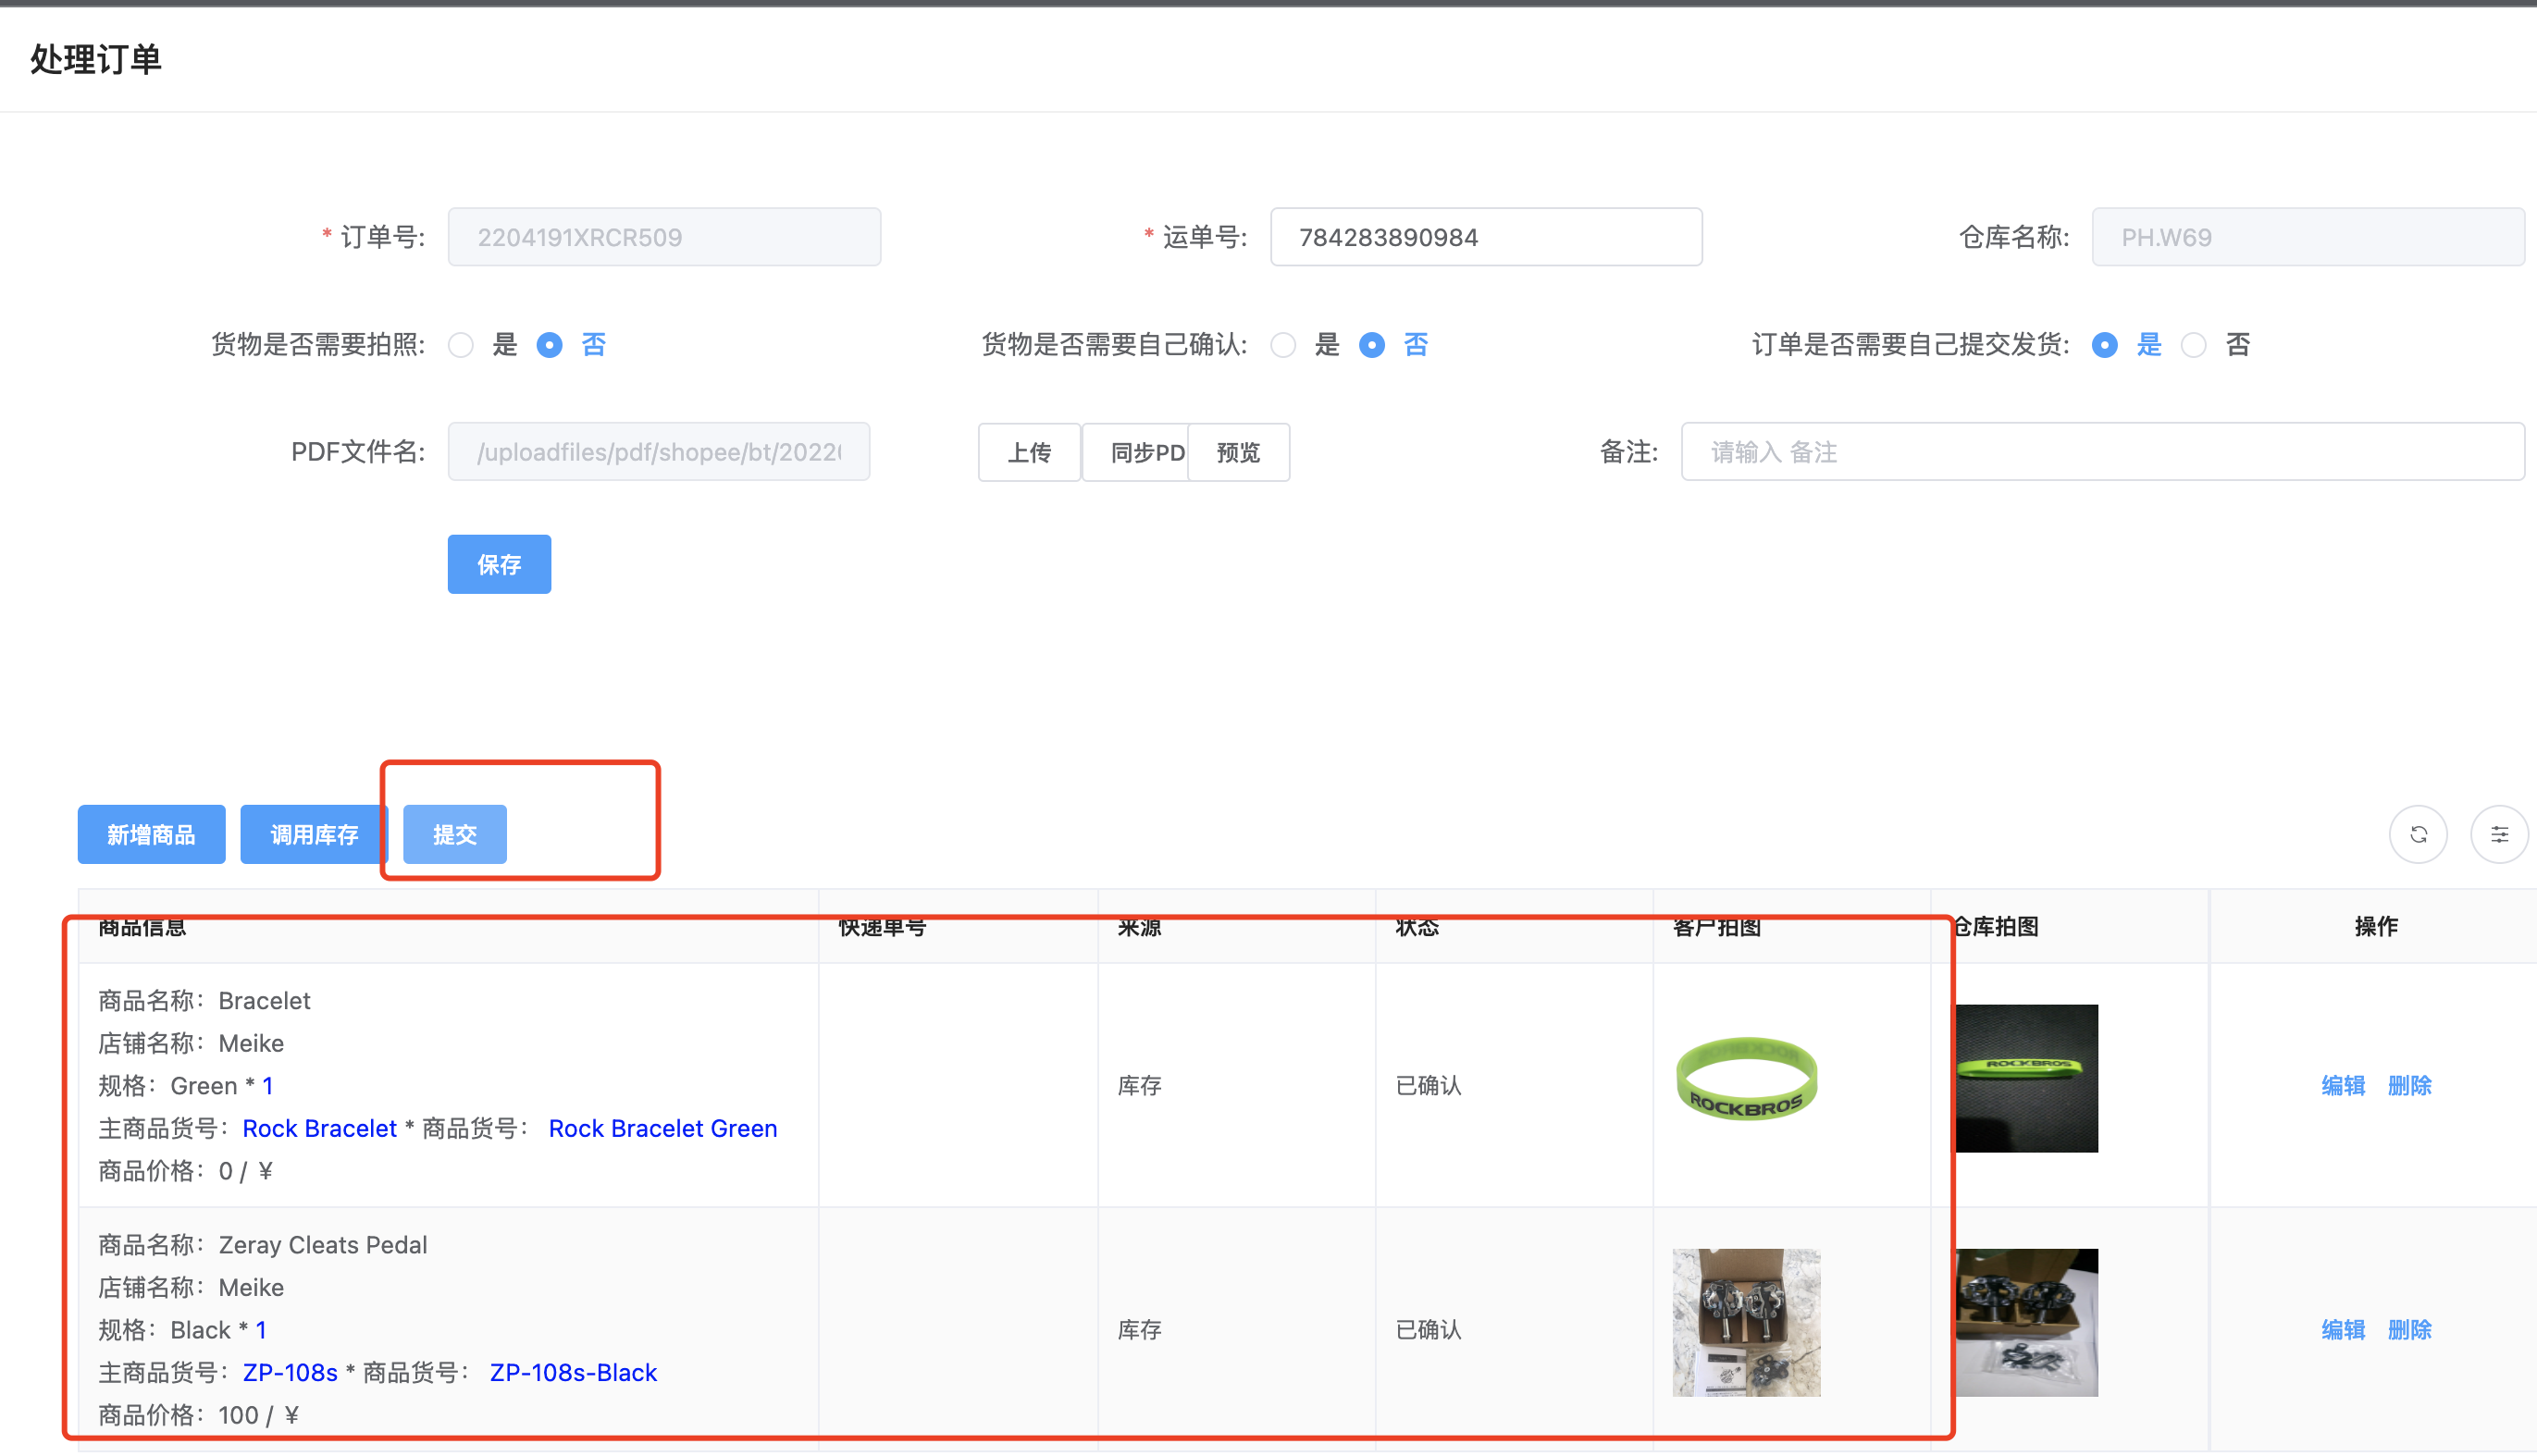 处理订单
* 订单号: 2204191XRCR509
* 运单号: 784283890984
仓库名称: PH.W69
货物是否需要拍照: 是 否
货物是否需要自己确认: 是 否
订单是否需要自己提交发货: 是 否
PDF文件名: /uploadfiles/pdf/shopee/bt/2022
上传 同步PD 预览
备注: 请输入 备注
保存
新增商品 调用库存 提交
商品信息 快递单号 来源 状态 客户拍图 仓库拍图 操作
商品名称：Bracelet
店铺名称：Meike
规格：Green * 1
主商品货号：Rock Bracelet * 商品货号： Rock Bracelet Green
商品价格：0 / ¥
库存
已确认
ROCKBROS
ROCKBROS
ROCKBROS
编辑 删除
商品名称：Zeray Cleats Pedal
店铺名称：Meike
规格：Black * 1
主商品货号：ZP-108s * 商品货号： ZP-108s-Black
商品价格：100 / ¥
库存
已确认
编辑 删除